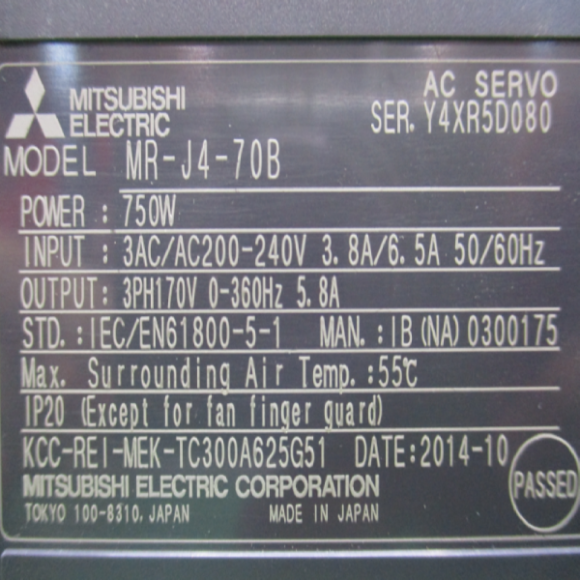 MITSUBISHI ELECTRIC
AC SERVO
SER. Y4XR5D080
MODEL MR-J4-70B
POWER : 750W
INPUT : 3AC/AC200-240V 3.8A/6.5A 50/60Hz
OUTPUT: 3PH170V 0-360Hz 5.8A
STD.:IEC/EN61800-5-1 MAN.:IB(NA)0300175
Max. Surrounding Air Temp.:55℃
IP20 (Except for fan finger guard)
KCC-REI-MEK-TC300A625G51 DATE:2014-10
MITSUBISHI ELECTRIC CORPORATION
PASSED
TOKYO 100-8310, JAPAN MADE IN JAPAN